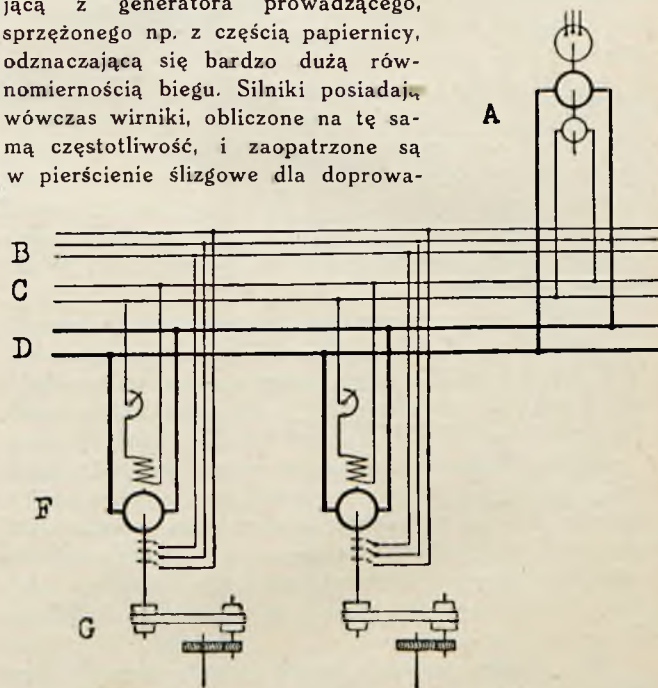 jącą z generatora prowadzącego,
sprzężonego np. z częścią papiernicy,
odznaczającą się bardzo dużą rów-
nomiernością biegu. Silniki posiadają
wówczas wirniki, obliczone na tę sa-
mą częstotliwość, i zaopatrzone są
w pierścienie ślizgowe dla doprowa-
A
B
C
D
F
G